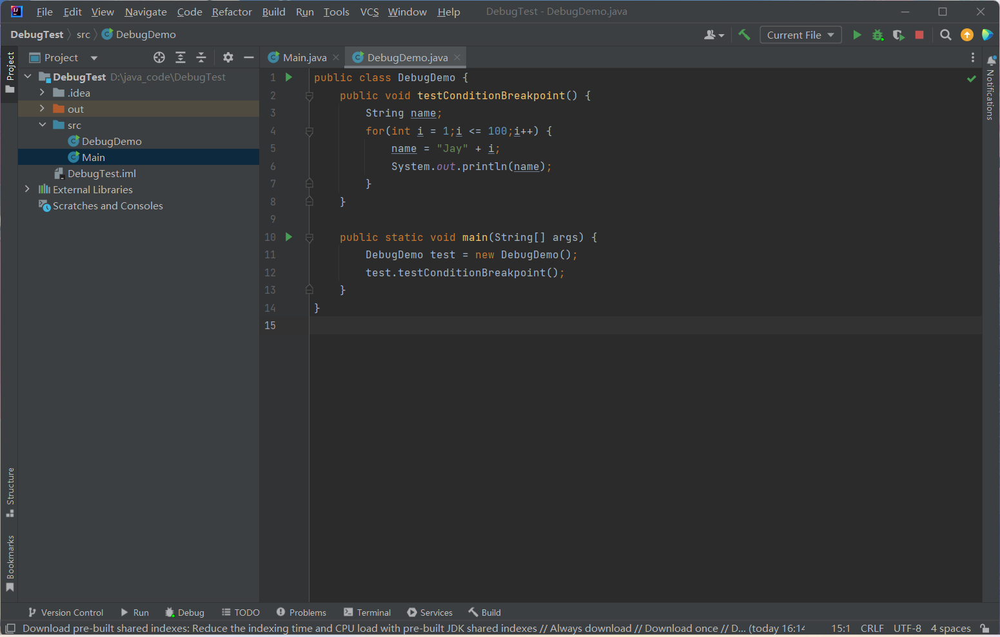 File Edit View Navigate Code Refactor Build Run Tools VCS Window Help DebugTest - DebugDemo.java
DebugTest src DebugDemo Current File
Project
Project
Main.java DebugDemo.java
Notifications
DebugTest D:\java_code\DebugTest
.idea
out
src
DebugDemo
Main
DebugTest.iml
External Libraries
Scratches and Consoles
1 public class DebugDemo {
2 public void testConditionBreakpoint() {
3 String name;
4 for(int i = 1;i <= 100;i++) {
5 name = "Jay" + i;
6 System.out.println(name);
7 }
8 }
9
10 public static void main(String[] args) {
11 DebugDemo test = new DebugDemo();
12 test.testConditionBreakpoint();
13 }
14 }
15
Structure
Bookmarks
Version Control Run Debug TODO Problems Terminal Services Build
Download pre-built shared indexes: Reduce the indexing time and CPU load with pre-built JDK shared indexes // Always download // Download once // D... (today 16:14 15:1 CRLF UTF-8 4 spaces